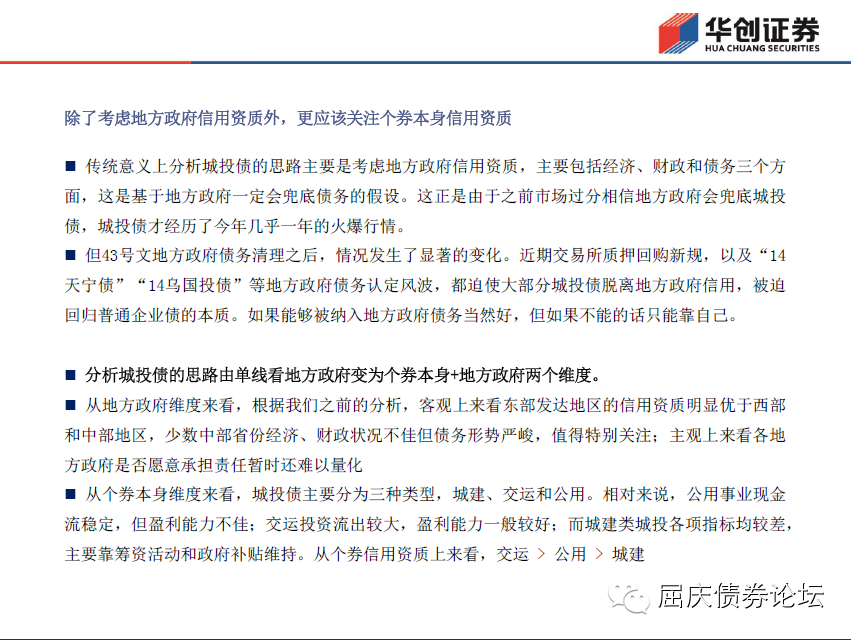 华创证券
HUA CHUANG SECURITIES
除了考虑地方政府信用资质外，更应该关注个券本身信用资质
■ 传统意义上分析城投债的思路主要是考虑地方政府信用资质，主要包括经济、财政和债务三个方
面，这是基于地方政府一定会兜底债务的假设。这正是由于之前市场过分相信地方政府会兜底城投
债，城投债才经历了今年几乎一年的火爆行情。
■ 但43号文地方政府债务清理之后，情况发生了显著的变化。近期交易所质押回购新规，以及“14
天宁债”“14乌国投债”等地方政府债务认定风波，都迫使大部分城投债脱离地方政府信用，被迫
回归普通企业债的本质。如果能够被纳入地方政府债务当然好，但如果不能的话只能靠自己。
■ 分析城投债的思路由单线看地方政府变为个券本身+地方政府两个维度。
■ 从地方政府维度来看，根据我们之前的分析，客观上来看东部发达地区的信用资质明显优于西部
和中部地区，少数中部省份经济、财政状况不佳但债务形势严峻，值得特别关注；主观上来看各地
方政府是否愿意承担责任暂时还难以量化
■ 从个券本身维度来看，城投债主要分为三种类型，城建、交运和公用。相对来说，公用事业现金
流稳定，但盈利能力不佳；交运投资流出较大，盈利能力一般较好；而城建类城投各项指标均较差，
主要靠筹资活动和政府补贴维持。从个券信用资质上来看，交运 > 公用 > 城建
屈庆债券论坛